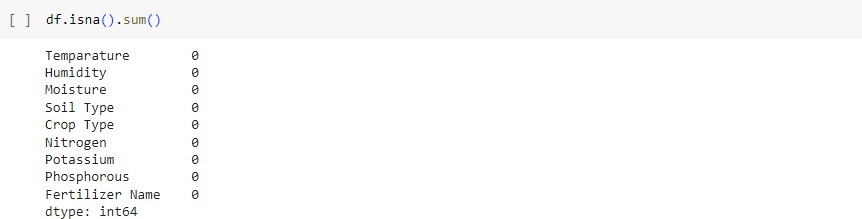 [ ] df.isna().sum()
Temparature 0
Humidity 0
Moisture 0
Soil Type 0
Crop Type 0
Nitrogen 0
Potassium 0
Phosphorous 0
Fertilizer Name 0
dtype: int64